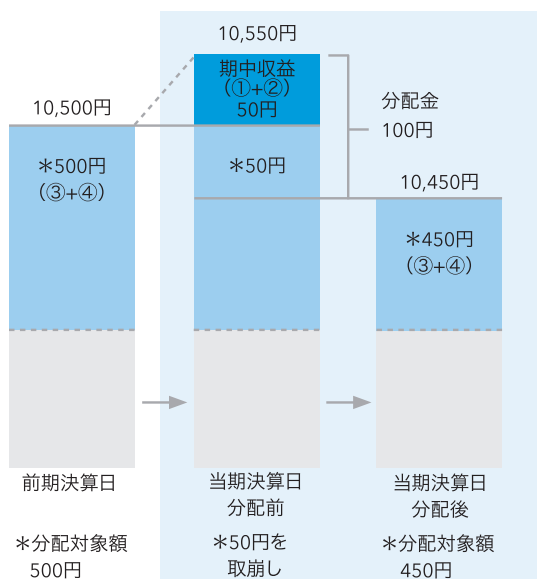 10,550円
期中収益
(①+②)
50円
10,500円
分配金
100円
*500円
(③+④)
*50円
10,450円
*450円
(③+④)
前期決算日
当期決算日
分配前
当期決算日
分配後
*分配対象額
500円
*50円を
取崩し
*分配対象額
450円